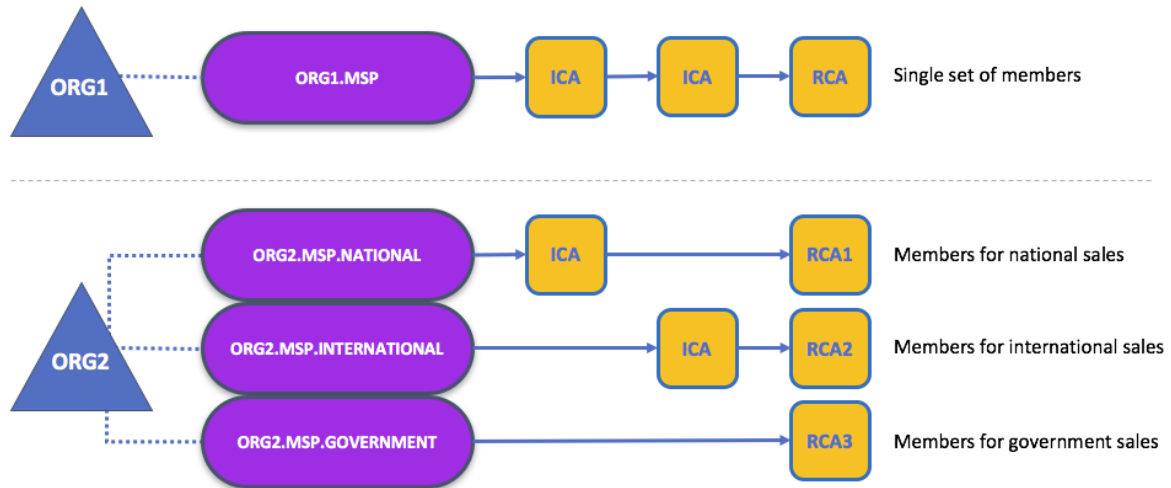 ORG1
ORG1.MSP
ICA
ICA
RCA
Single set of members
ORG2
ORG2.MSP.NATIONAL
ICA
RCA1
Members for national sales
ORG2.MSP.INTERNATIONAL
ICA
RCA2
Members for international sales
ORG2.MSP.GOVERNMENT
RCA3
Members for government sales